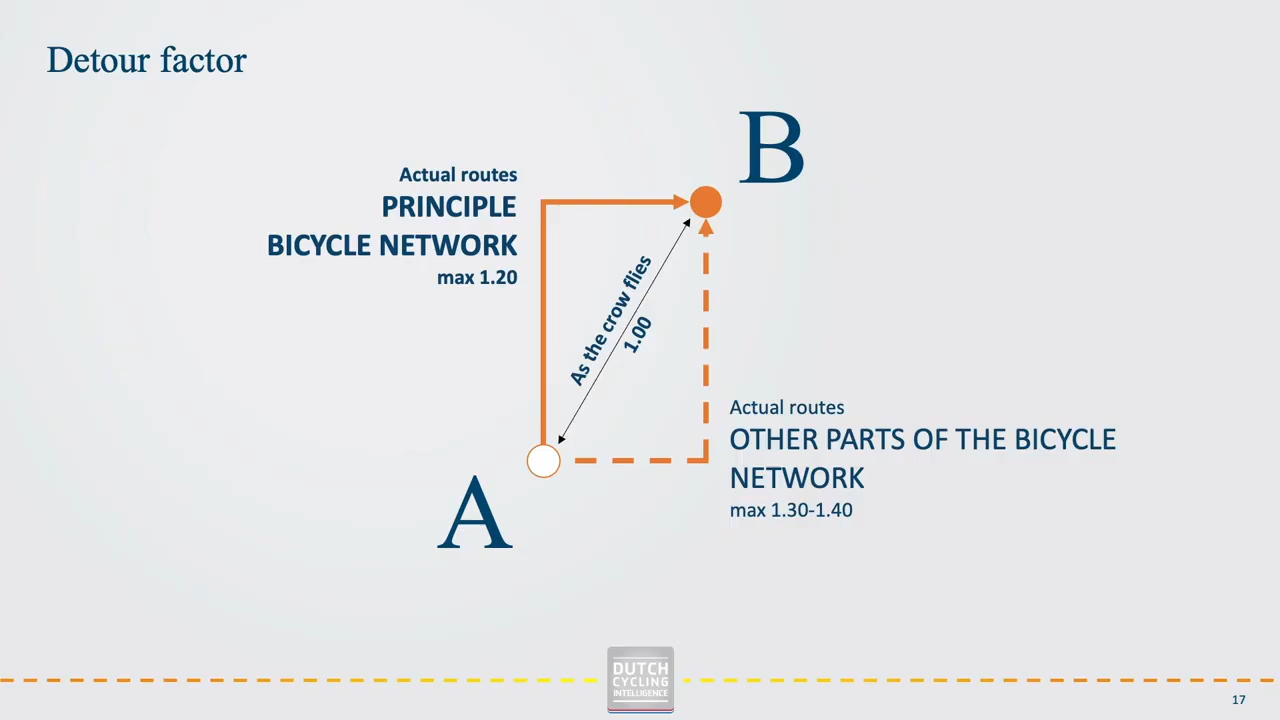 Detour factor
B
Actual routes
PRINCIPLE
BICYCLE NETWORK
max 1.20
As the crow flies
1.00
Actual routes
OTHER PARTS OF THE BICYCLE
NETWORK
max 1.30-1.40
A
DUTCH
CYCLING
INTELLIGENCE
17